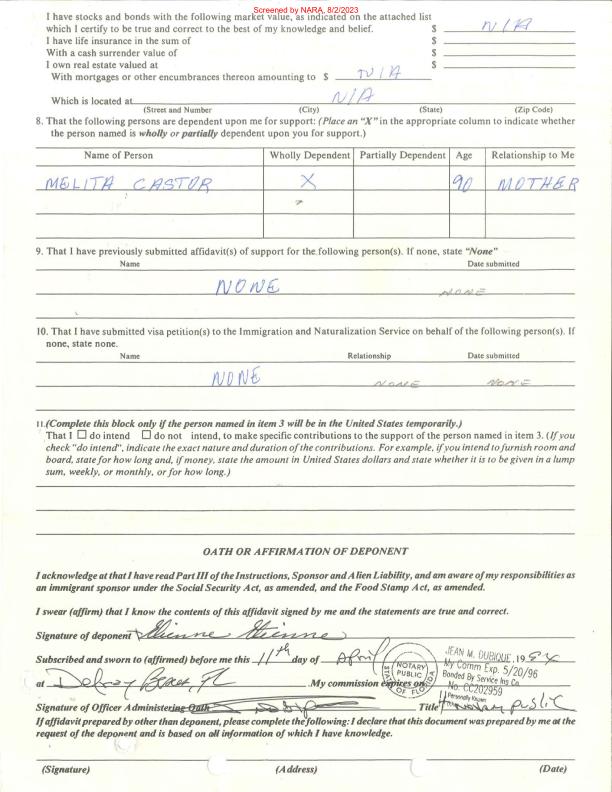 Screened by NARA, 8/2/2023
I have stocks and bonds with the following market value, as indicated on the attached list
which I certify to be true and correct to the best of my knowledge and belief. $ N/A
I have life insurance in the sum of $
With a cash surrender value of $
I own real estate valued at $
With mortgages or other encumbrances thereon amounting to $ N/A
Which is located at N/A
(Street and Number) (City) (State) (Zip Code)
8. That the following persons are dependent upon me for support: (Place an "X" in the appropriate column to indicate whether
the person named is wholly or partially dependent upon you for support.)
Name of Person Wholly Dependent Partially Dependent Age Relationship to Me
MELITA CASTOR X 90 MOTHER
9. That I have previously submitted affidavit(s) of support for the following person(s). If none, state "None"
Name Date submitted
NONE NONE
10. That I have submitted visa petition(s) to the Immigration and Naturalization Service on behalf of the following person(s). If
none, state none.
Name Relationship Date submitted
NONE NONE NONE
11.(Complete this block only if the person named in item 3 will be in the United States temporarily.)
That I ☐ do intend ☐ do not intend, to make specific contributions to the support of the person named in item 3. (If you
check "do intend", indicate the exact nature and duration of the contributions. For example, if you intend to furnish room and
board, state for how long and, if money, state the amount in United States dollars and state whether it is to be given in a lump
sum, weekly, or monthly, or for how long.)
OATH OR AFFIRMATION OF DEPONENT
I acknowledge at that I have read Part III of the Instructions, Sponsor and Alien Liability, and am aware of my responsibilities as
an immigrant sponsor under the Social Security Act, as amended, and the Food Stamp Act, as amended.
I swear (affirm) that I know the contents of this affidavit signed by me and the statements are true and correct.
Signature of deponent Etienne Etienne
Subscribed and sworn to (affirmed) before me this 11th day of April, 19 94
NOTARY PUBLIC
STATE OF FLORIDA
JEAN M. DUBIQUE
My Comm Exp. 5/20/96
Bonded By Service Ins Co.
No. CC202959
Personally Known
at Delray Beach, FL .My commission expires on
Signature of Officer Administering Oath Title Notary Public
If affidavit prepared by other than deponent, please complete the following: I declare that this document was prepared by me at the
request of the deponent and is based on all information of which I have knowledge.
(Signature) (Address) (Date)